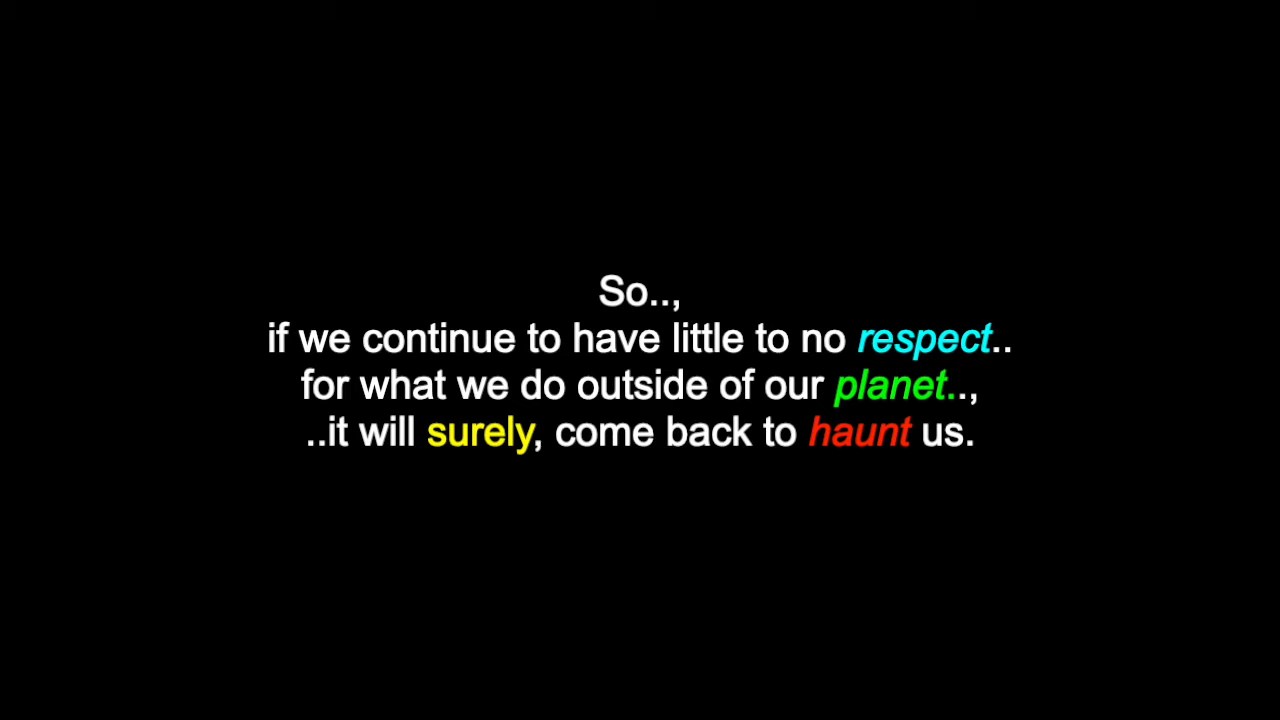 So..,
if we continue to have little to no respect..
for what we do outside of our planet..,
..it will surely, come back to haunt us.